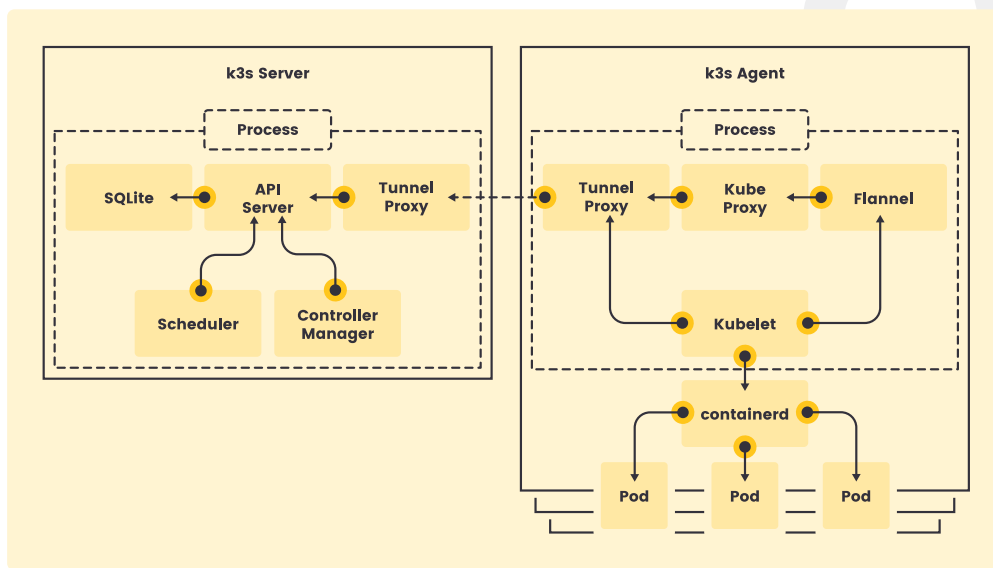 k3s Server
Process
SQLite
API
Server
Tunnel
Proxy
Scheduler
Controller
Manager
k3s Agent
Process
Tunnel
Proxy
Kube
Proxy
Flannel
Kubelet
containerd
Pod
Pod
Pod